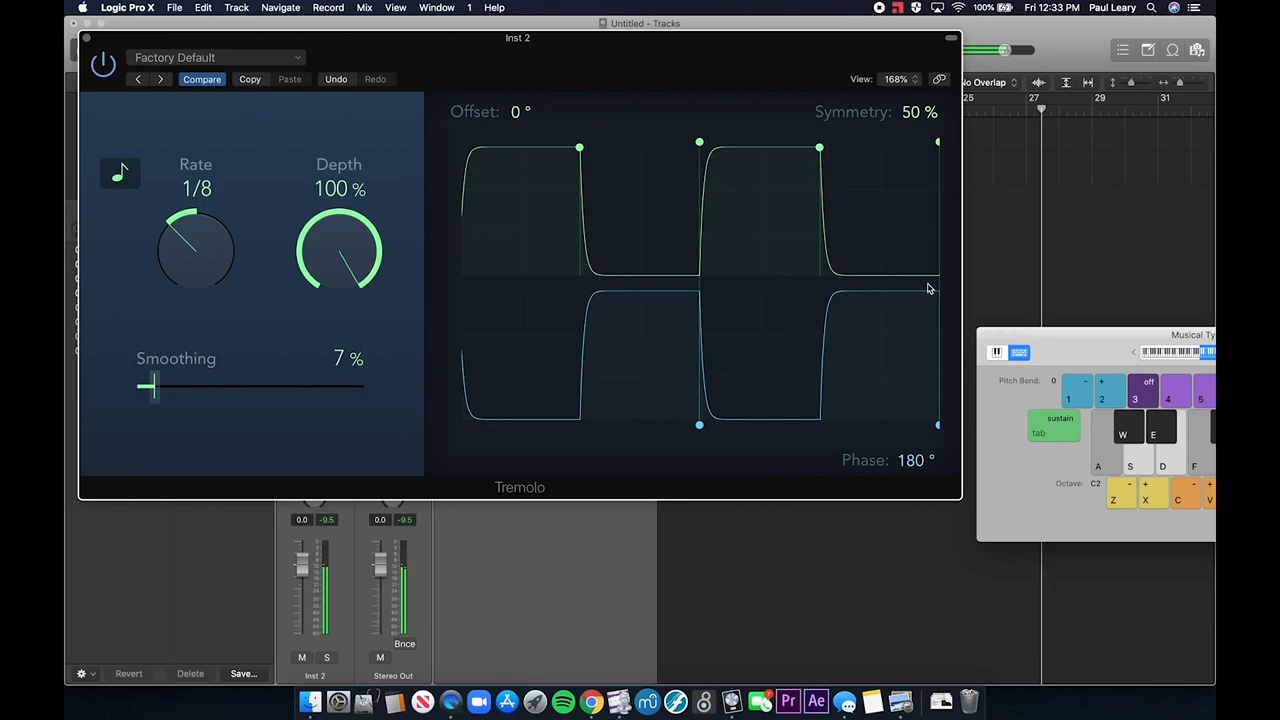 Logic Pro X File Edit Track Navigate Record Mix View Window 1 Help 100% Fri 12:33 PM Paul Leary
Untitled - Tracks
Inst 2
Factory Default
Compare Copy Paste Undo Redo View: 168%
No Overlap
25 27 29 31
Offset: 0° Symmetry: 50 %
Rate Depth
1/8 100 %
Smoothing 7 %
Phase: 180°
Tremolo
Musical Ty
Pitch Bend: 0 1 - 2 + 3 off 4 5
sustain
tab
W E
A S D F
Octave: C2 Z - X + C - V +
0.0 -9.5 0.0 -9.5
Bnce
M S M
Revert Delete Save... Inst 2 Stereo Out
Pr Ae